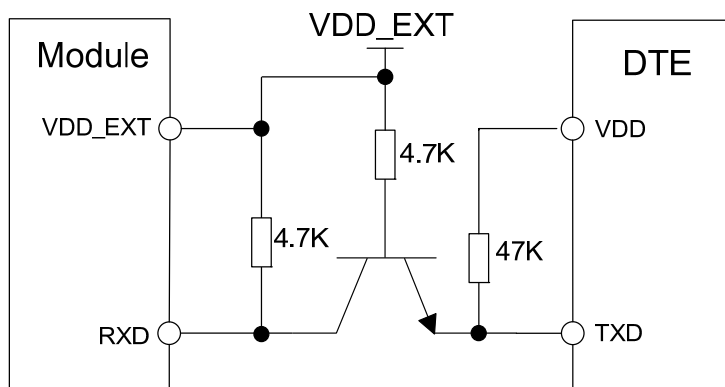 VDD_EXT
Module
DTE
VDD_EXT
VDD
4.7K
4.7K
47K
RXD
TXD